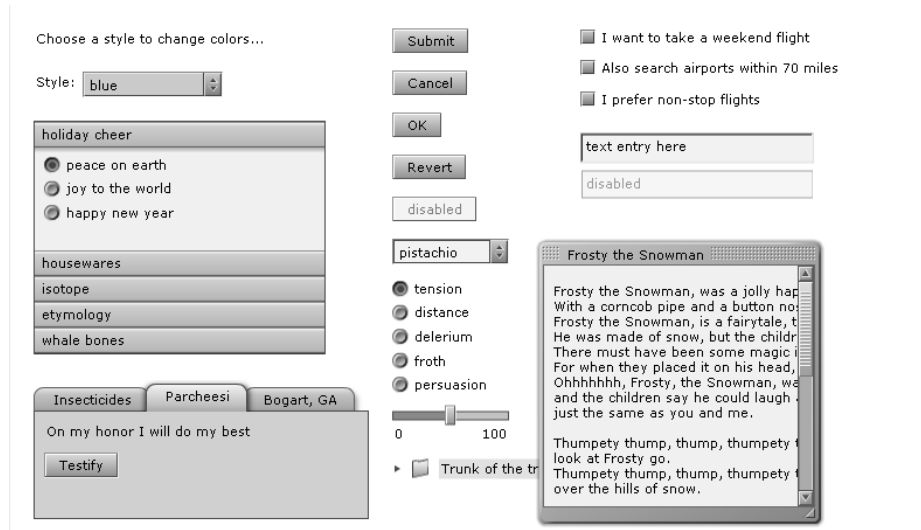 Choose a style to change colors...
Style: blue
holiday cheer
peace on earth
joy to the world
happy new year
housewares
isotope
etymology
whale bones
Insecticides Parcheesi Bogart, GA
On my honor I will do my best
Testify
Submit
Cancel
OK
Revert
disabled
pistachio
tension
distance
delerium
froth
persuasion
0 100
Trunk of the
I want to take a weekend flight
Also search airports within 70 miles
I prefer non-stop flights
text entry here
disabled
Frosty the Snowman
Frosty the Snowman, was a jolly
With a corncob pipe and a button
Frosty the Snowman, is a fairytale,
He was made of snow, but the
There must have been some magic
For when they placed it on his head,
Ohhhhhhh, Frosty, the Snowman,
and the children say he could laugh
just the same as you and me.
Thumpety thump, thump, thumpety
look at Frosty go.
Thumpety thump, thump, thumpety
over the hills of snow.